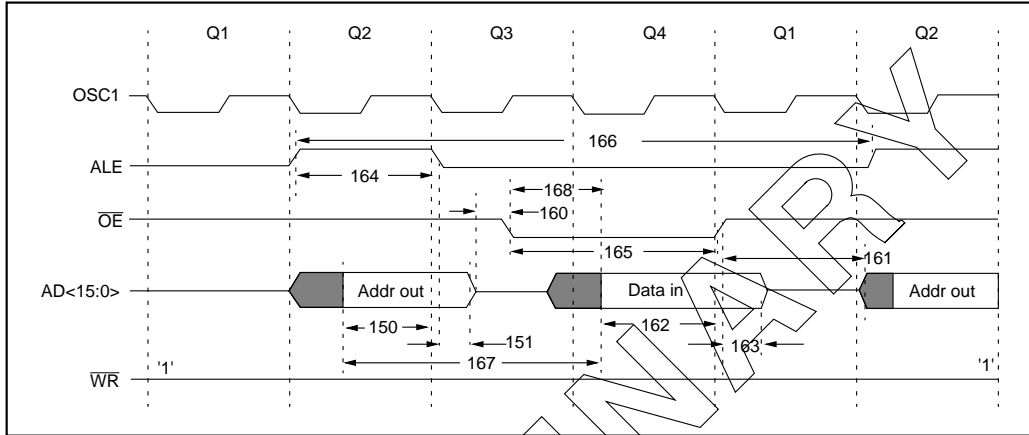 Q1 Q2 Q3 Q4 Q1 Q2
OSC1
166
ALE
164
168
OE
160
165
161
AD<15:0>
Addr out
Data in
Addr out
150
162
151
163
167
'1'
'1'
WR
INARY